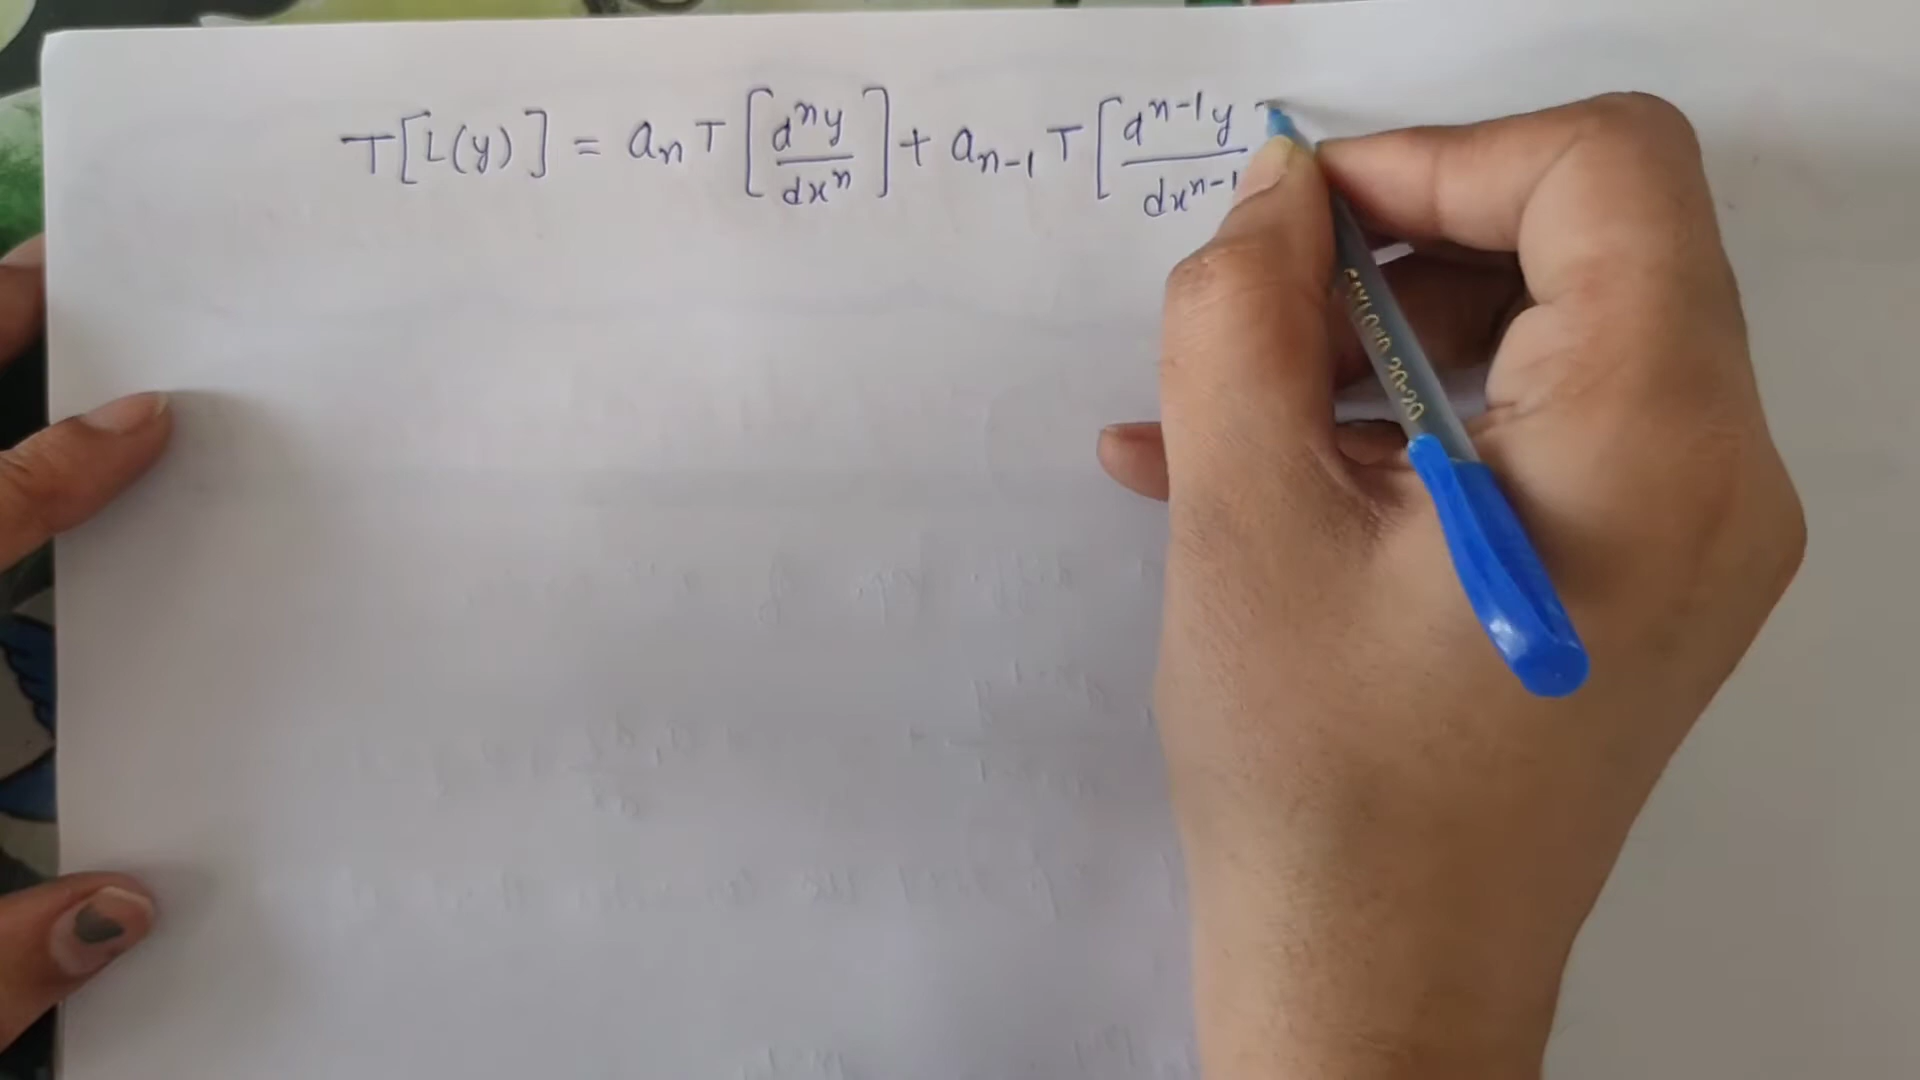 T[L(y)] = aₙ T [dⁿy/dxⁿ] + aₙ₋₁ T [dⁿ⁻¹y/dxⁿ⁻¹